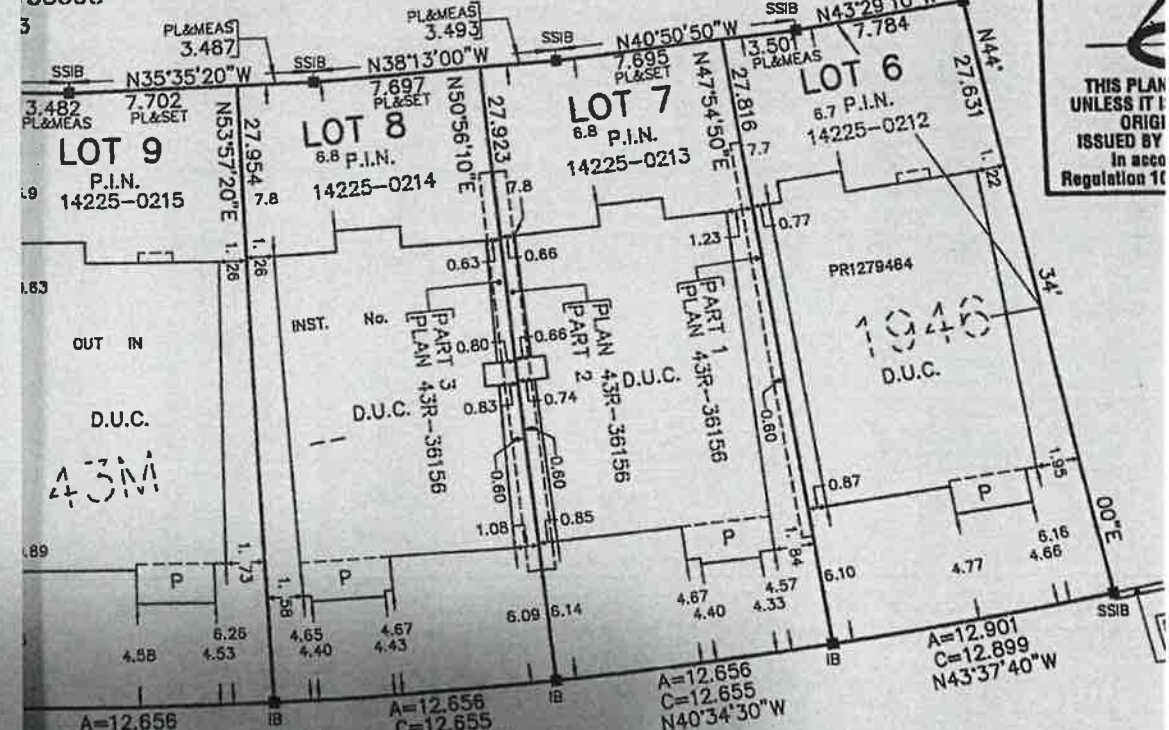 PL&MEAS
3.487
PL&MEAS
3.493
SSIB
N35°35'20"W
SSIB
N38°13'00"W
SSIB
N40°50'50"W
SSIB
N43°29'10"W
3.482
PL&MEAS
7.702
PL&SET
7.697
PL&SET
7.695
PL&SET
3.501
PL&MEAS
7.784
LOT 9
P.I.N.
14225-0215
N53°57'20"E
27.954
7.8
LOT 8
6.8 P.I.N.
14225-0214
N50°56'10"E
27.923
7.8
LOT 7
6.8 P.I.N.
14225-0213
N47°54'50"E
27.816
7.7
LOT 6
6.7 P.I.N.
14225-0212
N44°
27.631
34'
00"E
THIS PLAN
UNLESS IT I
ORIGI
ISSUED BY
In acco
Regulation 10
1.26
1.26
0.63
0.66
1.23
0.77
1.22
PR1279464
OUT IN
INST. No.
PART 3
PLAN 43R-36156
PLAN 43R-36156
PART 2
PART 1
PLAN 43R-36156
0.80
0.66
0.83
0.74
D.U.C.
D.U.C.
D.U.C.
D.U.C.
43M
1948
0.60
0.60
0.60
1.08
0.85
0.87
1.95
.89
1.73
1.58
1.84
P
P
P
P
4.58
6.26
4.53
4.65
4.40
4.67
4.43
6.09
6.14
4.67
4.40
4.57
4.33
6.10
4.77
6.16
4.66
SSIB
IB
IB
IB
A=12.656
A=12.656
C=12.655
A=12.656
C=12.655
N40°34'30"W
A=12.901
C=12.899
N43°37'40"W